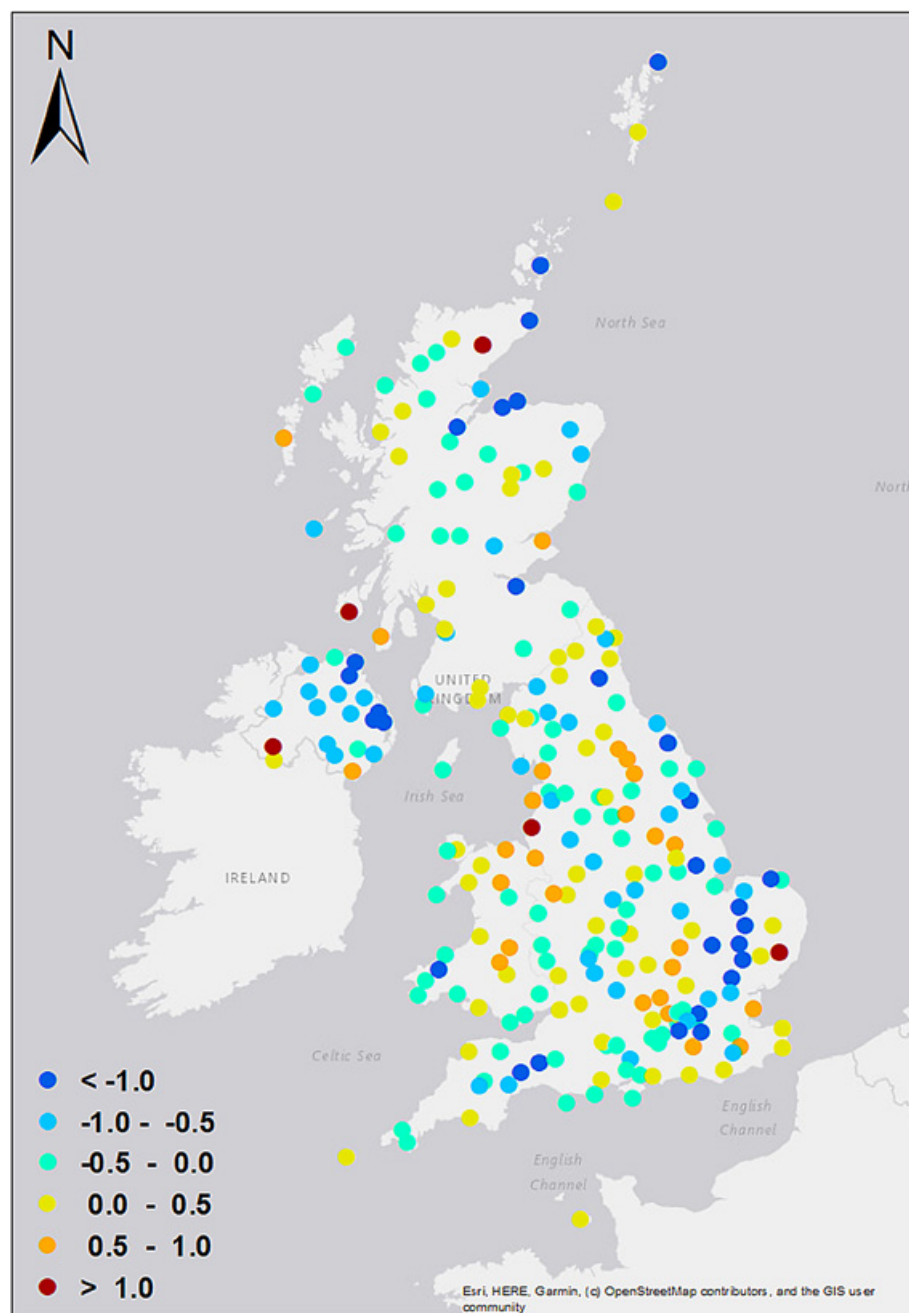 N
North Sea
North
UNITED
KINGDOM
Irish Sea
IRELAND
Celtic Sea
English
Channel
English
Channel
< -1.0
-1.0 - -0.5
-0.5 - 0.0
0.0 - 0.5
0.5 - 1.0
> 1.0
Esri, HERE, Garmin, (c) OpenStreetMap contributors, and the GIS user
community